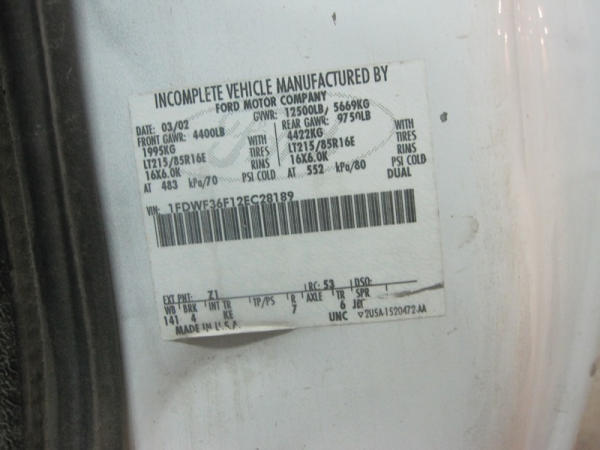 INCOMPLETE VEHICLE MANUFACTURED BY
FORD MOTOR COMPANY
DATE: 03/02 GVWR: 12500LB/ 5669KG
FRONT GAWR: 4400LB REAR GAWR: 9750LB
1995KG WITH 4422KG WITH
LT215/85R16E TIRES LT215/85R16E TIRES
16X6.0K RINS 16X6.0K RINS
AT 483 kPa/70 PSI COLD AT 552 kPa/80 PSI COLD
DUAL
VIN: 1FDWF36F12EC28189
EXT PNT: Z1 RC: 53 DSO:
WB BRK INT TR TP/PS R AXLE TR SPR
141 4 KE 7 6 J
MADE IN U.S.A. UNC 2U5A-1520472-AA